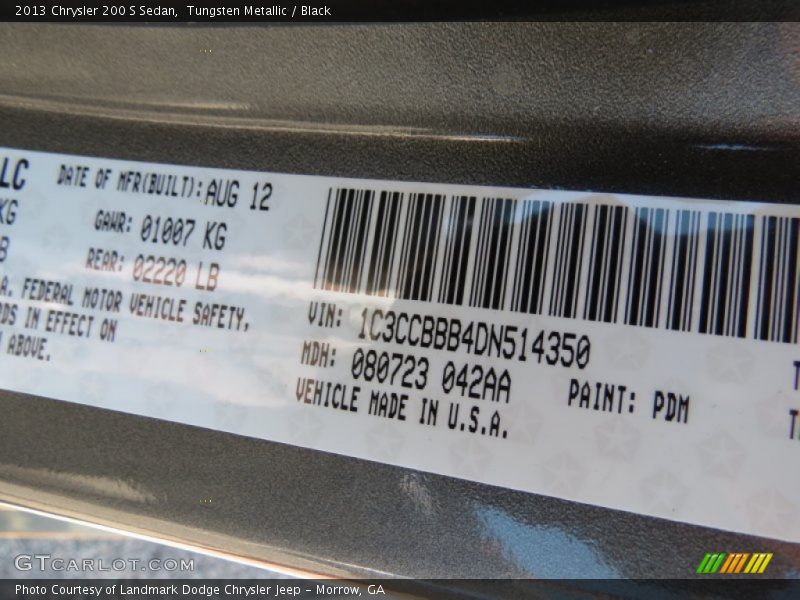 2013 Chrysler 200 S Sedan, Tungsten Metallic / Black
LC DATE OF MFR(BUILT): AUG 12
KG GAWR: 01007 KG
B REAR: 02220 LB
A. FEDERAL MOTOR VEHICLE SAFETY,
DS IN EFFECT ON
ABOVE.
VIN: 1C3CCBBB4DN514350
MDH: 080723 042AA PAINT: PDM
VEHICLE MADE IN U.S.A.
GTCARLOT.COM
Photo Courtesy of Landmark Dodge Chrysler Jeep – Morrow, GA